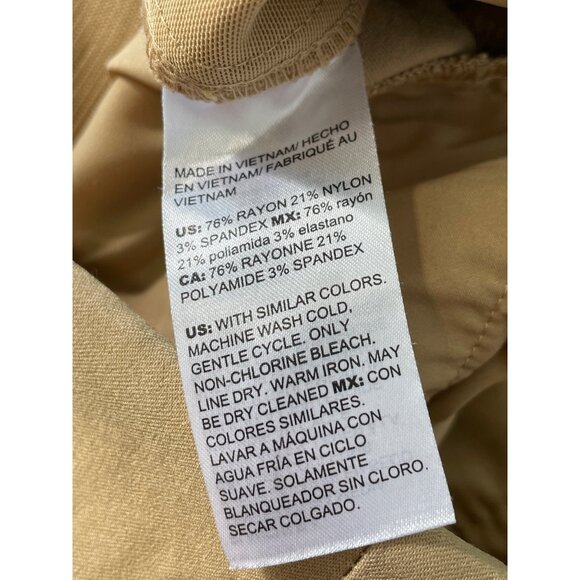 MADE IN VIETNAM/ HECHO
EN VIETNAM/ FABRIQUÉ AU
VIETNAM
US: 76% RAYON 21% NYLON
3% SPANDEX MX: 76% rayón
21% poliamida 3% elastano
CA: 76% RAYONNE 21%
POLYAMIDE 3% SPANDEX
US: WITH SIMILAR COLORS.
MACHINE WASH COLD,
GENTLE CYCLE. ONLY
NON-CHLORINE BLEACH.
LINE DRY. WARM IRON. MAY
BE DRY CLEANED MX: CON
COLORES SIMILARES.
LAVAR A MÁQUINA CON
AGUA FRÍA EN CICLO
SUAVE. SOLAMENTE
BLANQUEADOR SIN CLORO.
SECAR COLGADO.